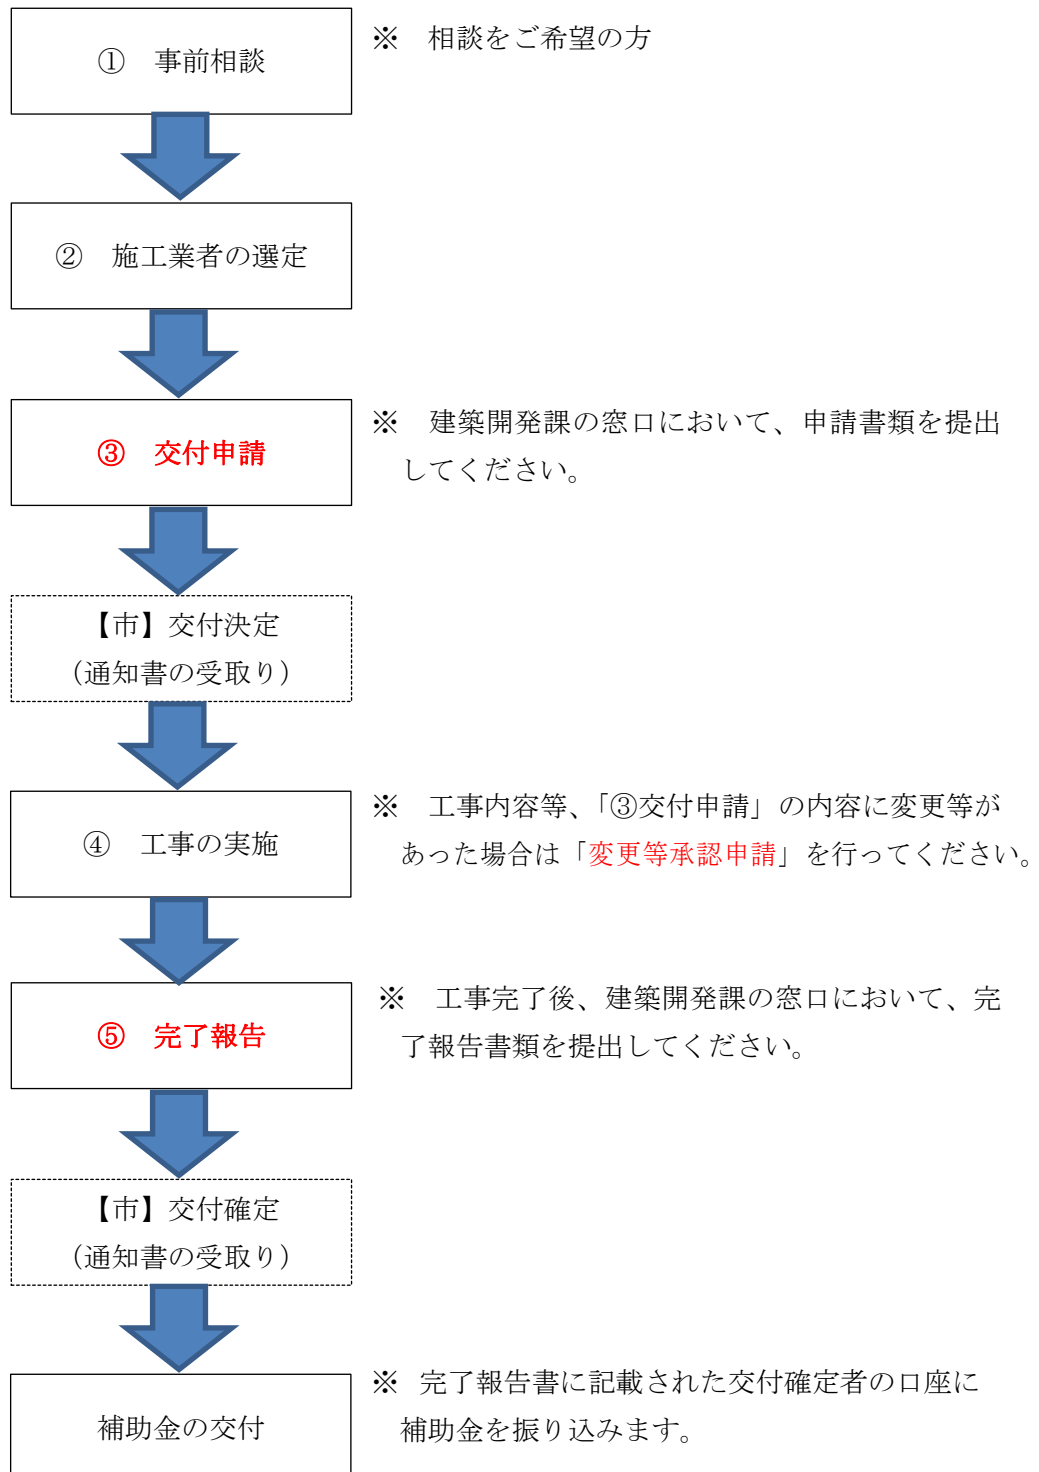 ① 事前相談
※ 相談をご希望の方
② 施工業者の選定
③ 交付申請
※ 建築開発課の窓口において、申請書類を提出
してください。
【市】交付決定
（通知書の受取り）
④ 工事の実施
※ 工事内容等、「③交付申請」の内容に変更等が
あった場合は「変更等承認申請」を行ってください。
⑤ 完了報告
※ 工事完了後、建築開発課の窓口において、完
了報告書類を提出してください。
【市】交付確定
（通知書の受取り）
補助金の交付
※ 完了報告書に記載された交付確定者の口座に
補助金を振り込みます。